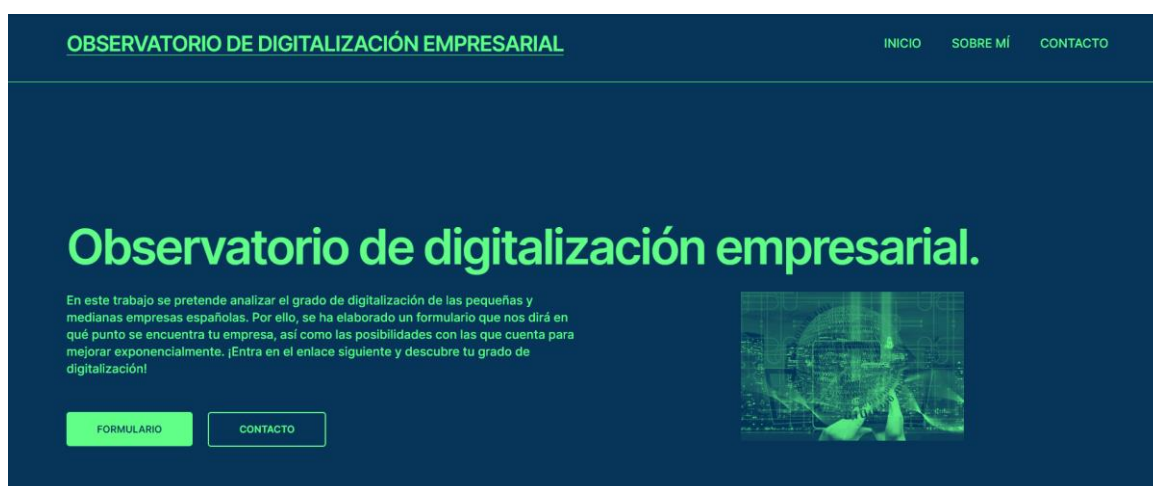 OBSERVATORIO DE DIGITALIZACIÓN EMPRESARIAL
INICIO SOBRE MÍ CONTACTO
Observatorio de digitalización empresarial.
En este trabajo se pretende analizar el grado de digitalización de las pequeñas y
medianas empresas españolas. Por ello, se ha elaborado un formulario que nos dirá en
qué punto se encuentra tu empresa, así como las posibilidades con las que cuenta para
mejorar exponencialmente. ¡Entra en el enlace siguiente y descubre tu grado de
digitalización!
FORMULARIO CONTACTO